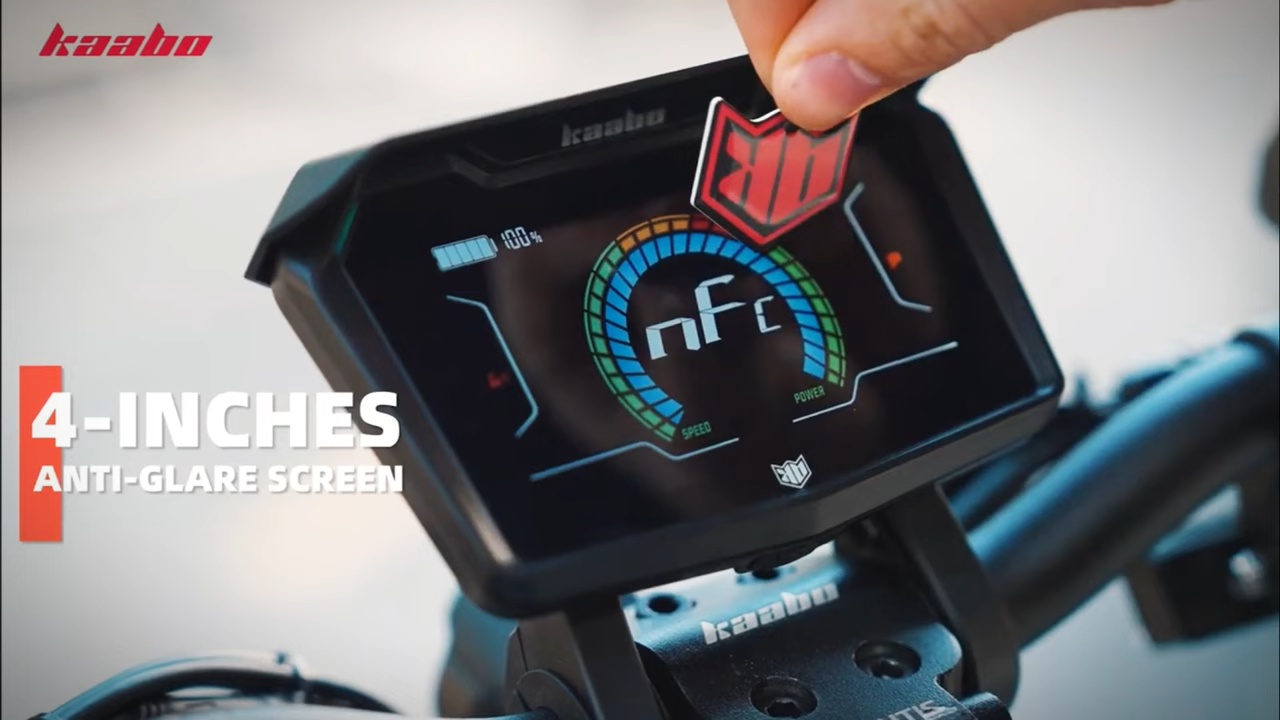 kaabo
kaabo
100%
nFc
POWER
SPEED
4-INCHES
ANTI-GLARE SCREEN
kaabo